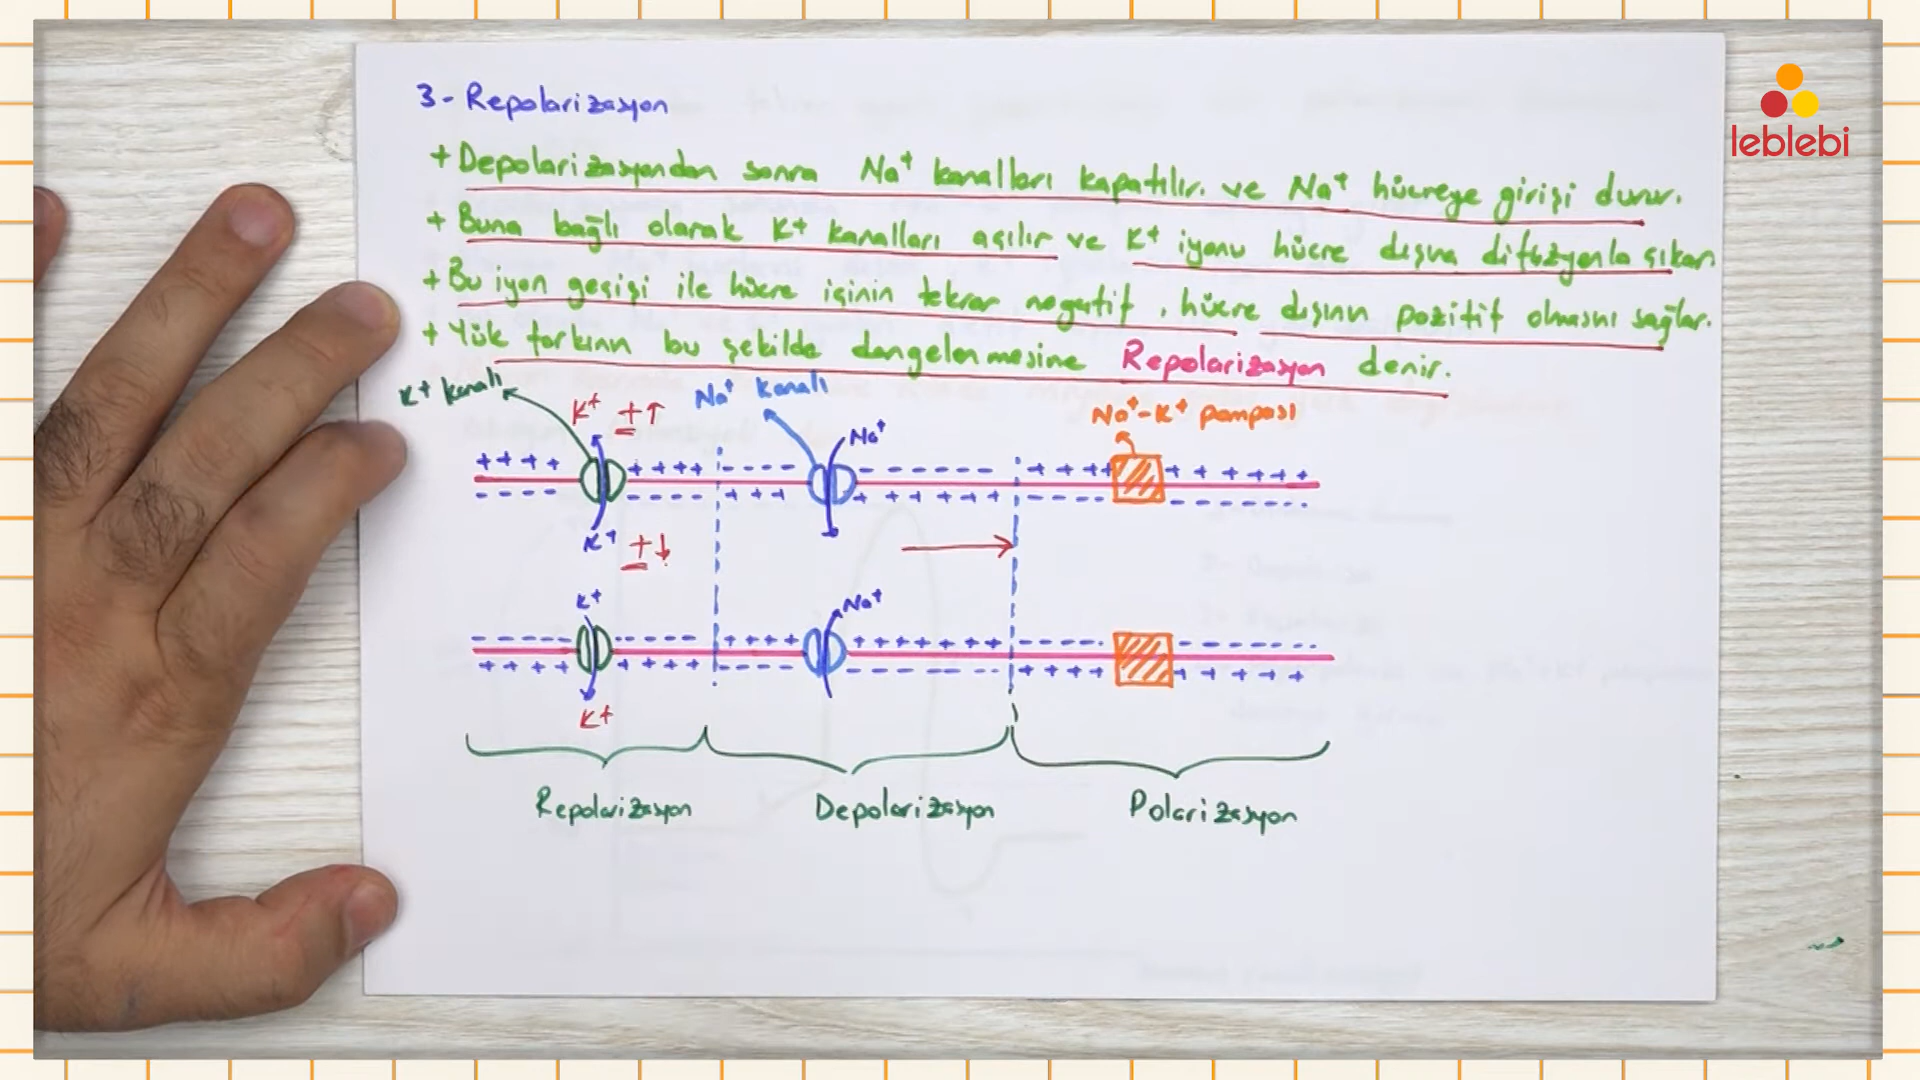 3- Repolarizasyon
leblebi
+ Depolarizasyondan sonra Na+ kanalları kapatılır. ve Na+ hücreye girişi durur.
+ Buna bağlı olarak K+ kanalları açılır ve K+ iyonu hücre dışına difüzyonla çıkar.
+ Bu iyon geçişi ile hücre içinin tekrar negatif, hücre dışının pozitif olmasını sağlar.
+ Yük farkının bu şekilde dengelenmesine Repolarizasyon denir.
K+ kanalı
K+ +↑
Na+ kanalı
Na+
Na+-K+ pompası
++++ ++++ ---- ------- ++++ +++++
---- ---- +++ +++++ ---- -----
K+ +↓
K+
Na+
---- ---- ++++ +++++++ ---- -----
++++ ++++ ---- ------ ++++ +++++
K+
Repolarizasyon Depolarizasyon Polarizasyon